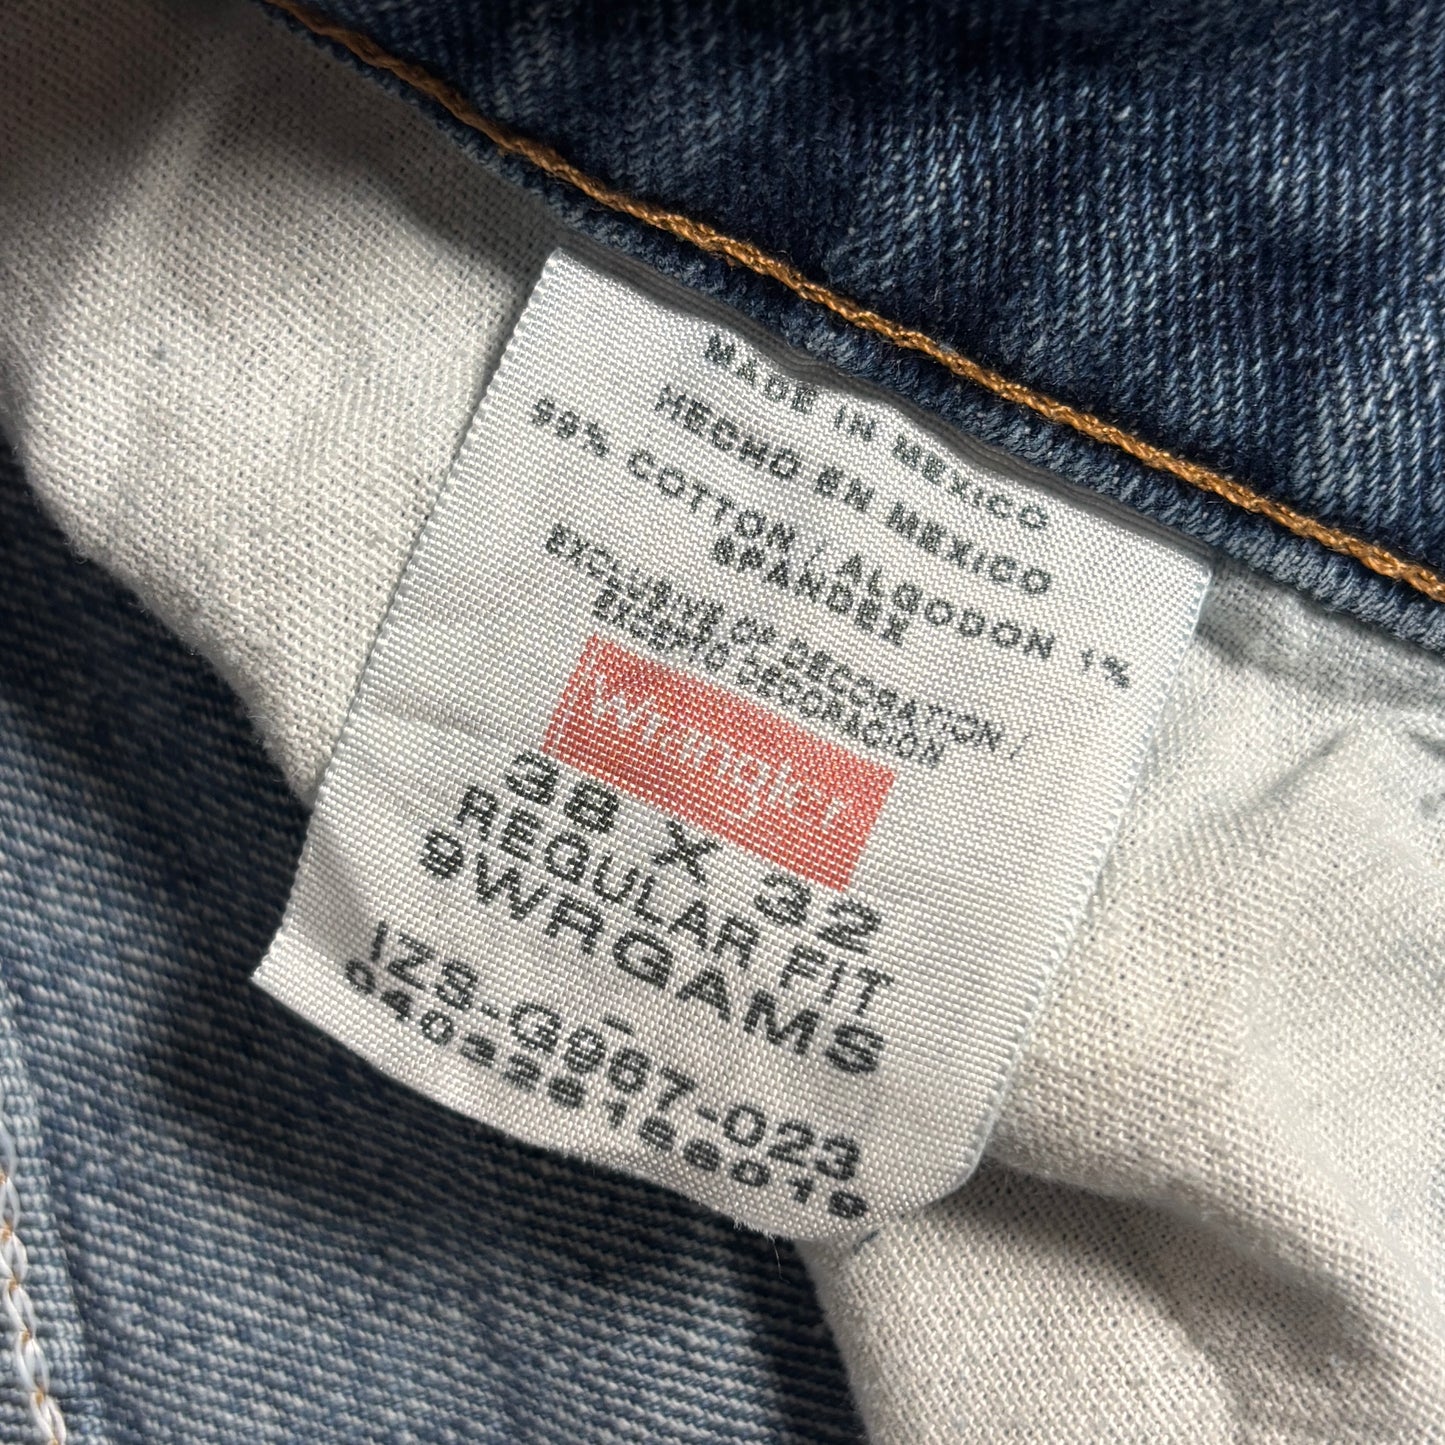 MADE IN MEXICO
HECHO EN MEXICO
99% COTTON / ALGODON 1%
SPANDEX
EXCLUSIVE OF DECORATION /
EXCEPTO DECORACION
Wrangler
38 X 32
REGULAR FIT
9WRGAMS
IZS-G967-023